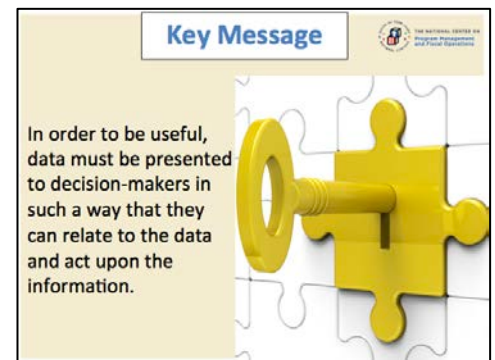 Key Message
THE NATIONAL CENTER ON
Program Management
and Fiscal Operations
In order to be useful,
data must be presented
to decision-makers in
such a way that they
can relate to the data
and act upon the
information.